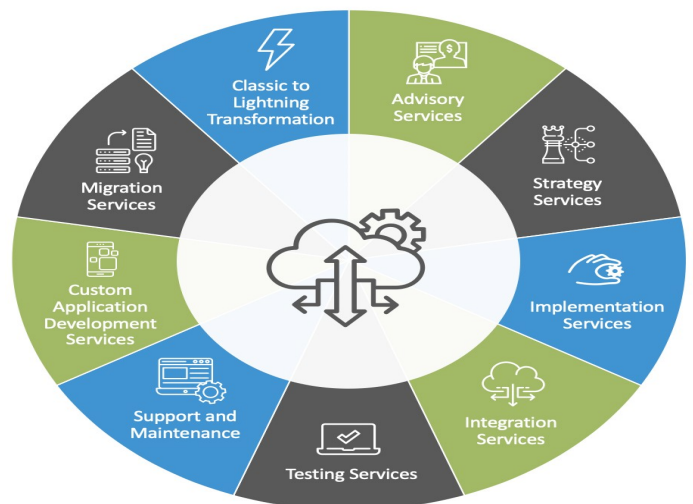 Classic to
Lightning
Transformation
Advisory
Services
Strategy
Services
Implementation
Services
Integration
Services
Testing Services
Support and
Maintenance
Custom
Application
Development
Services
Migration
Services